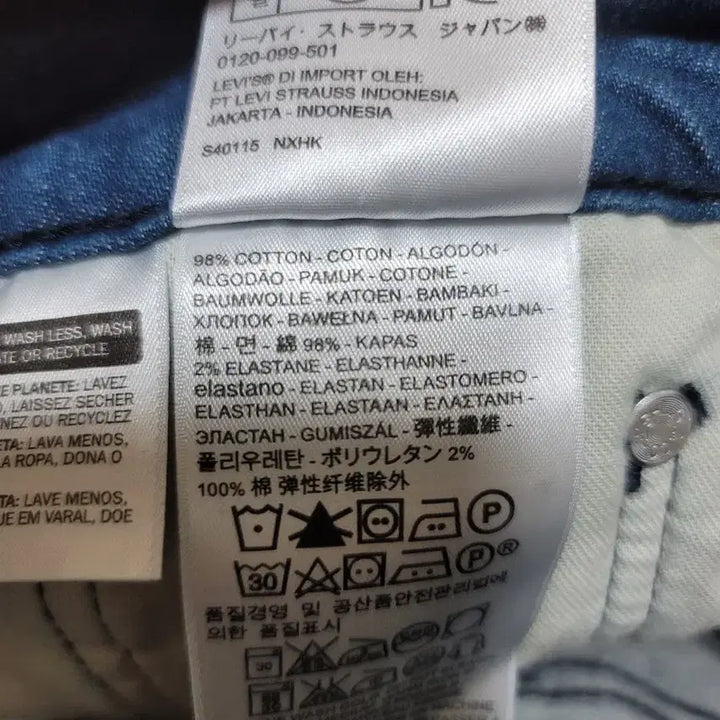 リーバイ・ストラウス ジャパン㈱
0120-099-501
LEVI'S® DI IMPORT OLEH:
PT LEVI STRAUSS INDONESIA
JAKARTA - INDONESIA
S40115 NXHK
98% COTTON - COTON - ALGODÓN -
ALGODÃO - PAMUK - COTONE -
BAUMWOLLE - KATOEN - BAMBAKI -
ХЛОПОК - BAWEŁNA - PAMUT - BAVLNA -
棉 - 면 - 綿 98% - KAPAS
2% ELASTANE - ELASTHANNE -
elastano - ELASTAN - ELASTOMERO -
ELASTHAN - ELASTAAN - ΕΛΑΣΤΑΝΗ -
ЭЛАСТАН - GUMISZÁL - 弹性纖維 -
폴리우레탄 - ポリウレタン 2%
100% 棉 弹性纤维除外
P
30 P®
품질경영 및 공산품안전관리법에
의한 품질표시
30
WASH LESS, WASH
OR RECYCLE
PLANETE: LAVEZ
LAISSEZ SECHER
OU RECYCLEZ
LAVA MENOS,
LA ROPA, DONA O
LAVE MENOS,
EM VARAL, DOE